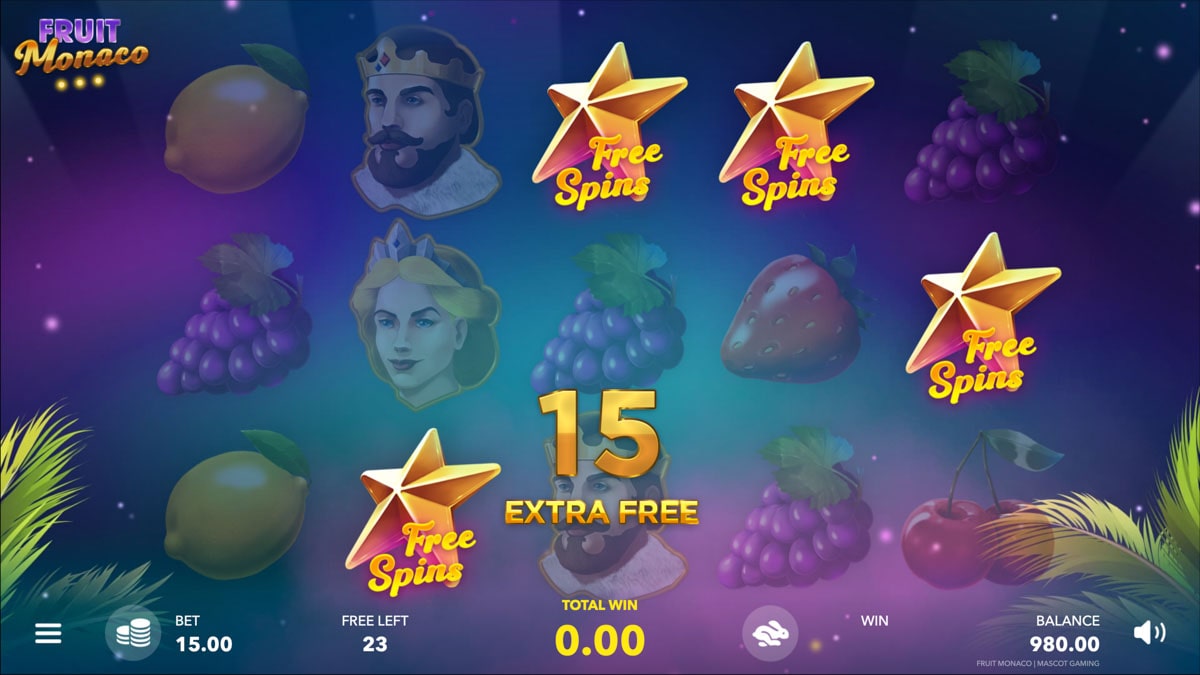 FRUIT
Monaco
Free
Spins
Free
Spins
Free
Spins
Free
Spins
15
EXTRA FREE
BET
15.00
FREE LEFT
23
TOTAL WIN
0.00
WIN
BALANCE
980.00
FRUIT MONACO | MASCOT GAMING